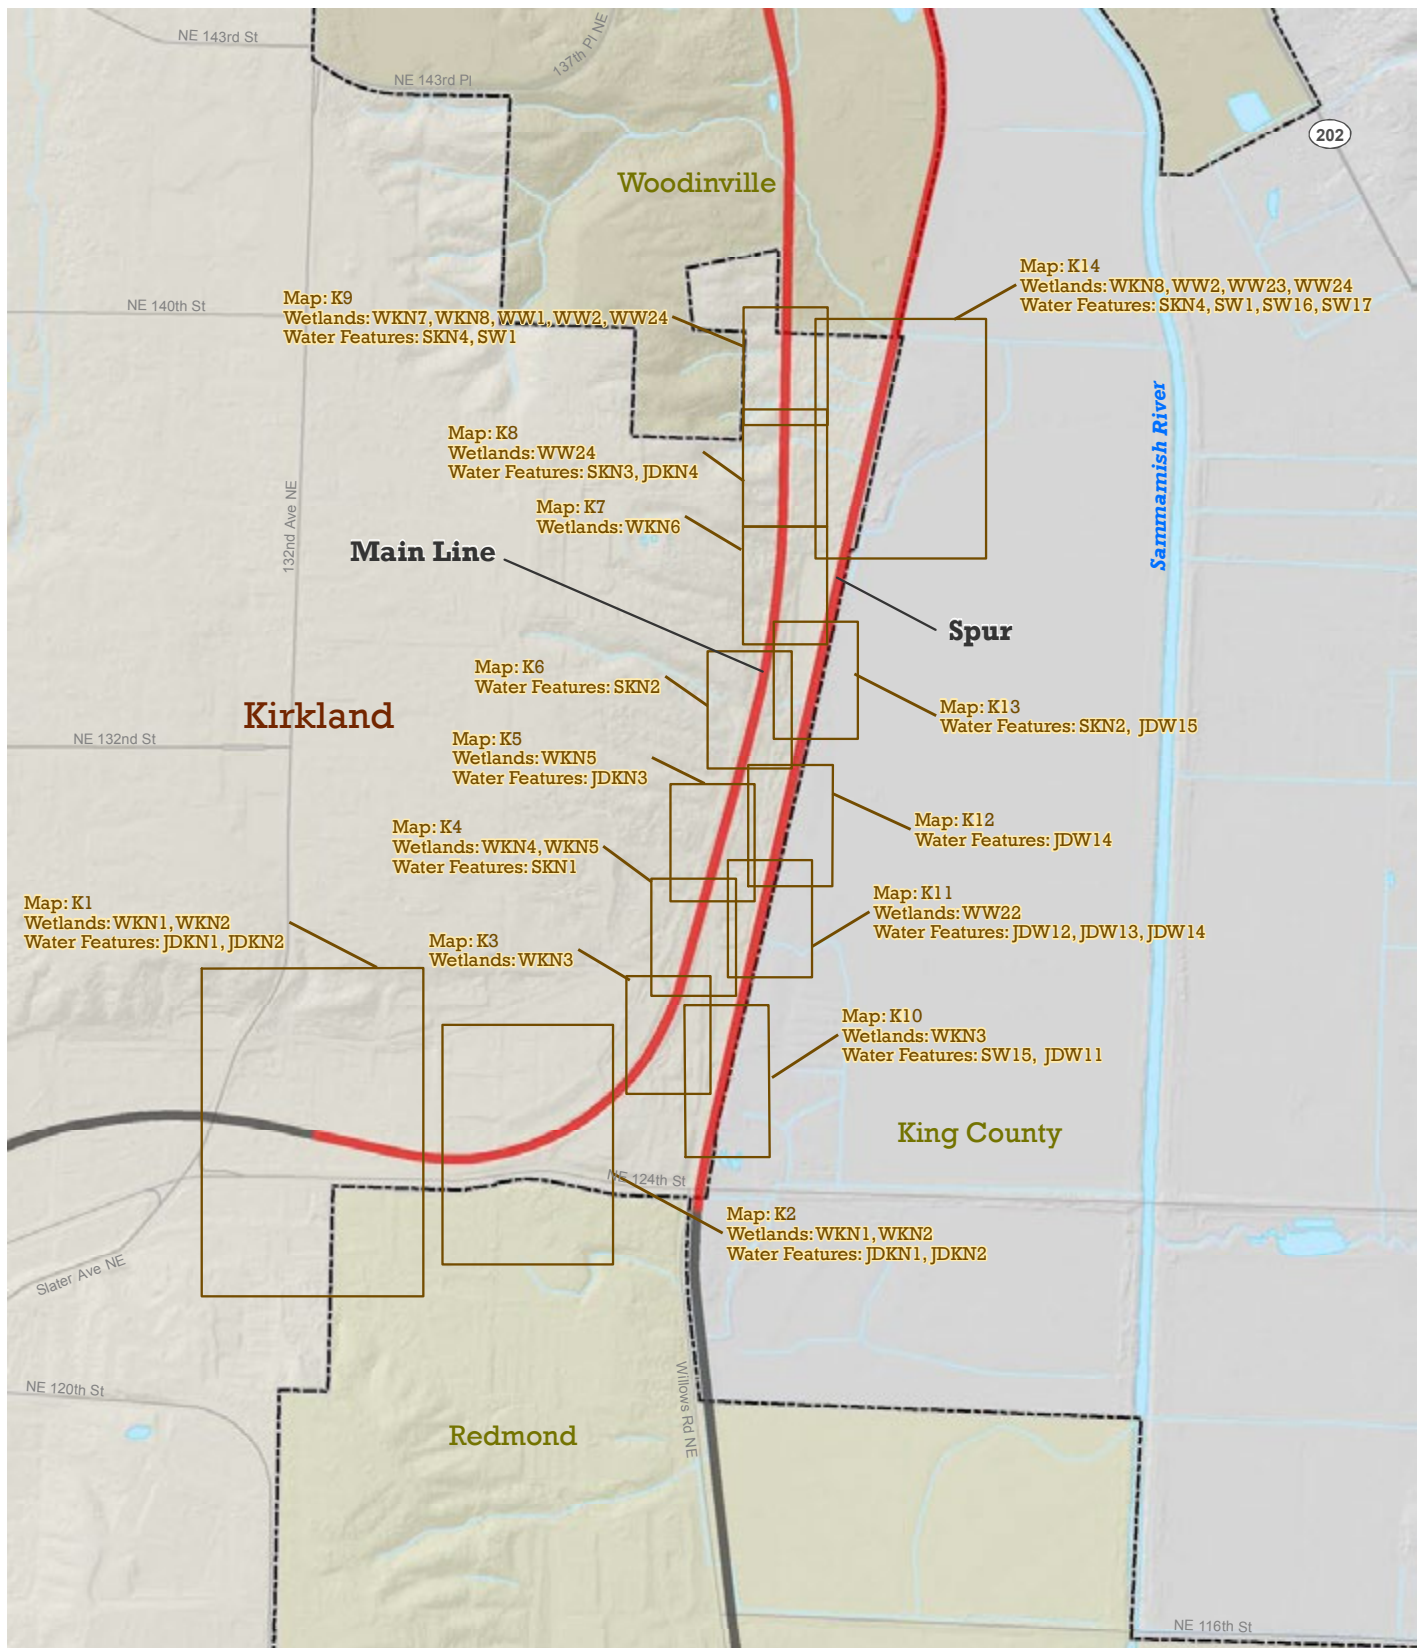 NE 143rd St
137th Pl NE
NE 143rd Pl
202
Woodinville
Map: K14
Wetlands: WKN8, WW2, WW23, WW24
Water Features: SKN4, SW1, SW16, SW17
NE 140th St
Map: K9
Wetlands: WKN7, WKN8, WW1, WW2, WW24
Water Features: SKN4, SW1
Sammamish River
Map: K8
Wetlands: WW24
Water Features: SKN3, JDKN4
132nd Ave NE
Map: K7
Wetlands: WKN6
Main Line
Spur
Map: K6
Water Features: SKN2
Kirkland
Map: K13
Water Features: SKN2, JDW15
NE 132nd St
Map: K5
Wetlands: WKN5
Water Features: JDKN3
Map: K12
Water Features: JDW14
Map: K4
Wetlands: WKN4, WKN5
Water Features: SKN1
Map: K1
Wetlands: WKN1, WKN2
Water Features: JDKN1, JDKN2
Map: K11
Wetlands: WW22
Water Features: JDW12, JDW13, JDW14
Map: K3
Wetlands: WKN3
Map: K10
Wetlands: WKN3
Water Features: SW15, JDW11
King County
NE 124th St
Map: K2
Wetlands: WKN1, WKN2
Water Features: JDKN1, JDKN2
Slater Ave NE
NE 120th St
Willows Rd NE
Redmond
NE 116th St